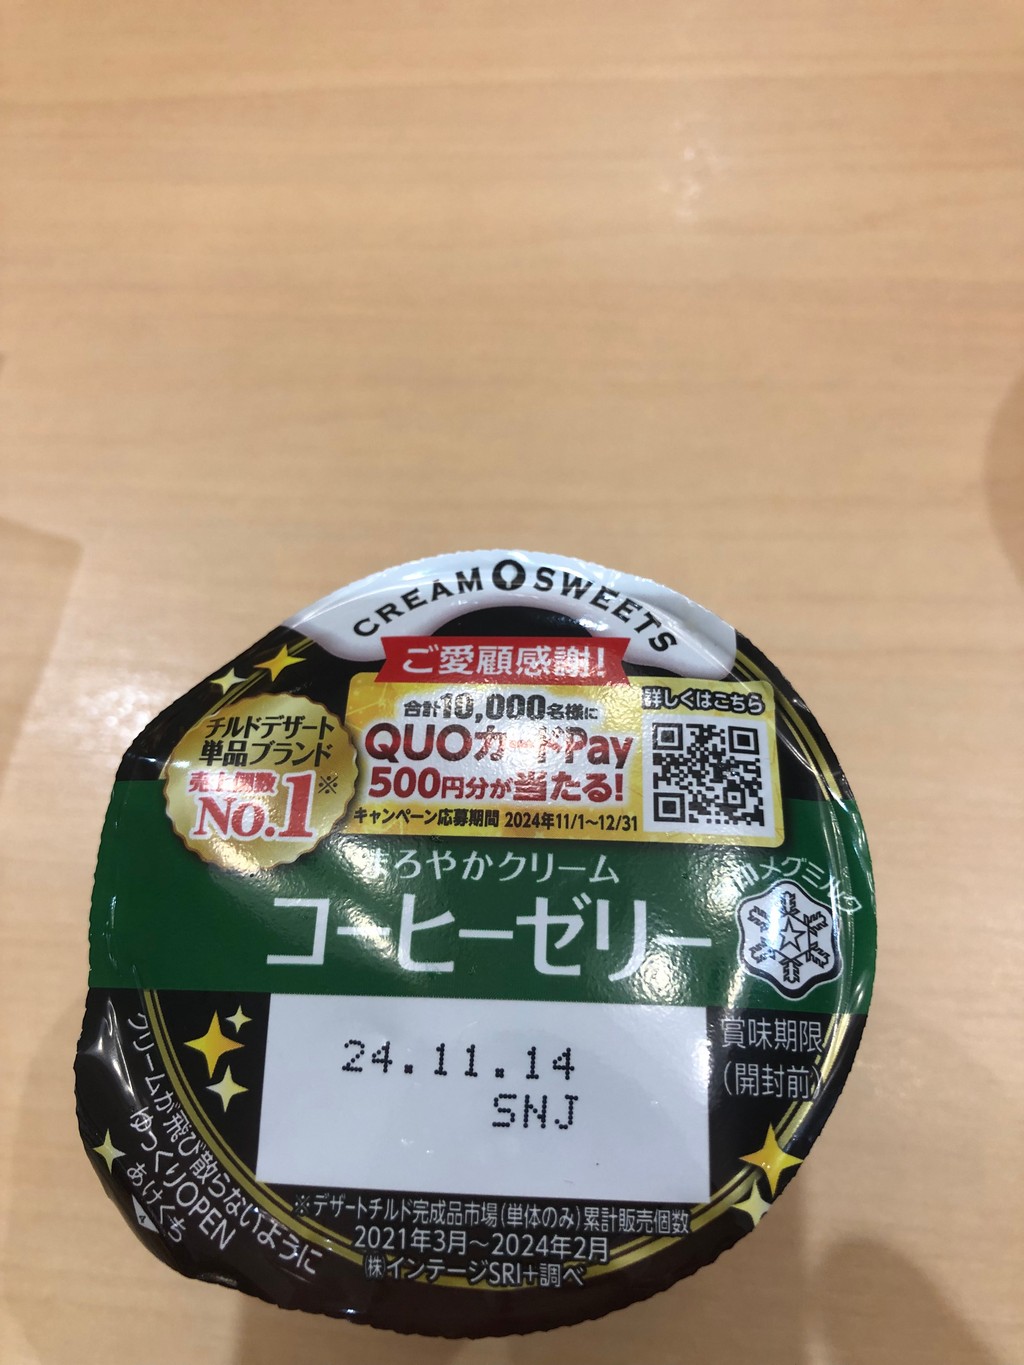 CREAM SWEETS
ご愛顧感謝!
合計10,000名様に
QUOカードPay
500円分が当たる!
キャンペーン応募期間 2024年11/1~12/31
詳しくはこちら
チルドデザート
単品ブランド
売上個数
No.1※
まろやかクリーム
コーヒーゼリー
メグミルク
24.11.14
SNJ
賞味期限
(開封前)
クリームが飛び散らないように
ゆっくりOPEN
あけくち
※デザートチルド完成品市場(単体のみ)累計販売個数
2021年3月~2024年2月
㈱インテージSRI+調べ